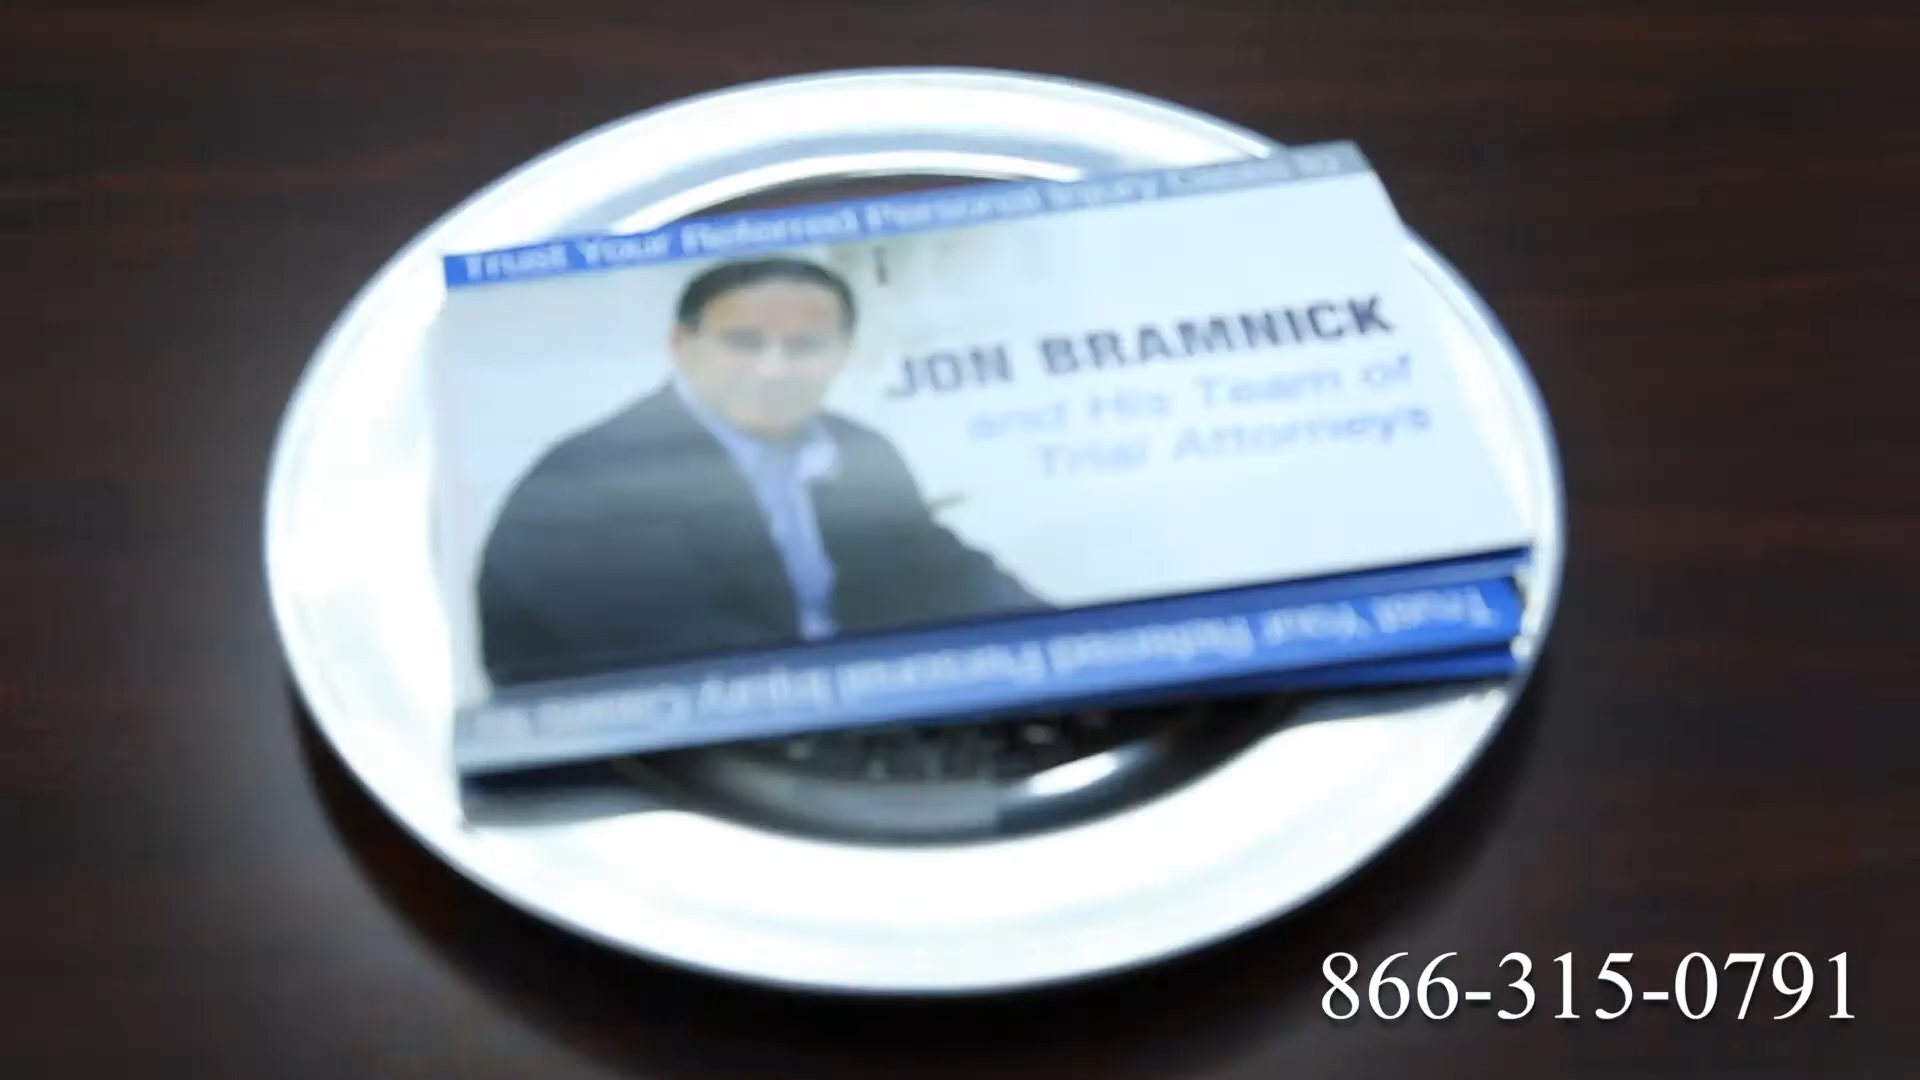 Trust Your Referred Personal Injury Cases to
JON BRAMNICK
and His Team of
Trial Attorneys
Trust Your Referred Personal Injury Cases to
866-315-0791